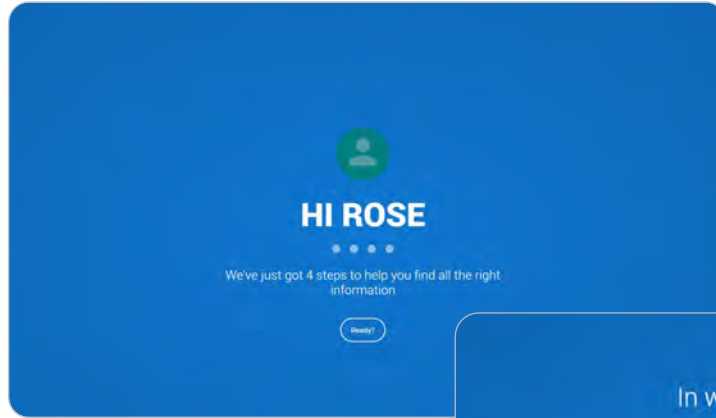 HI ROSE
We've just got 4 steps to help you find all the right
information
Ready?
In